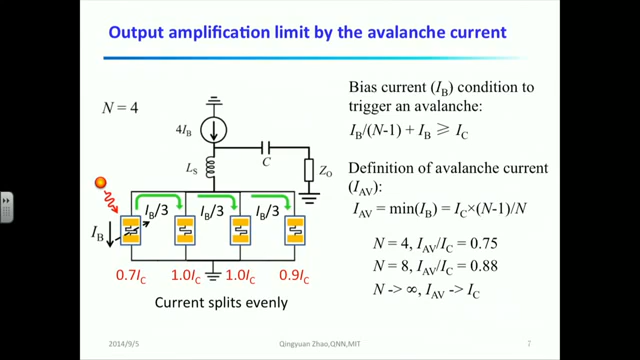 Output amplification limit by the avalanche current
N = 4
4I_B
L_S
C
Z_O
I_B/3
I_B/3
I_B/3
I_B
0.7I_C
1.0I_C
1.0I_C
0.9I_C
Current splits evenly
Bias current (I_B) condition to
trigger an avalanche:
I_B/(N-1) + I_B ⩾ I_C
Definition of avalanche current
(I_AV):
I_AV = min(I_B) = I_C×(N-1)/N
N = 4, I_AV/I_C = 0.75
N = 8, I_AV/I_C = 0.88
N -> ∞, I_AV -> I_C
2014/9/5
Qingyuan Zhao,QNN,MIT
7